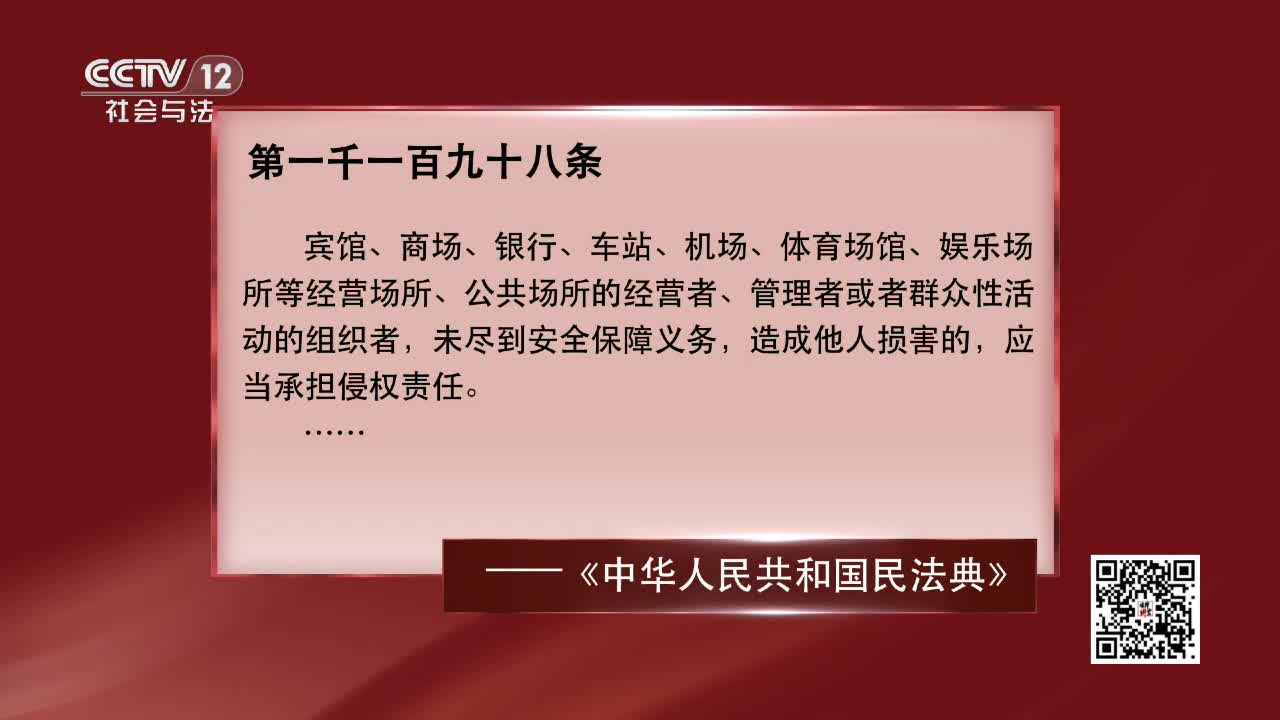 CCTV 12
社会与法
第一千一百九十八条
宾馆、商场、银行、车站、机场、体育场馆、娱乐场
所等经营场所、公共场所的经营者、管理者或者群众性活
动的组织者，未尽到安全保障义务，造成他人损害的，应
当承担侵权责任。
……
——《中华人民共和国民法典》